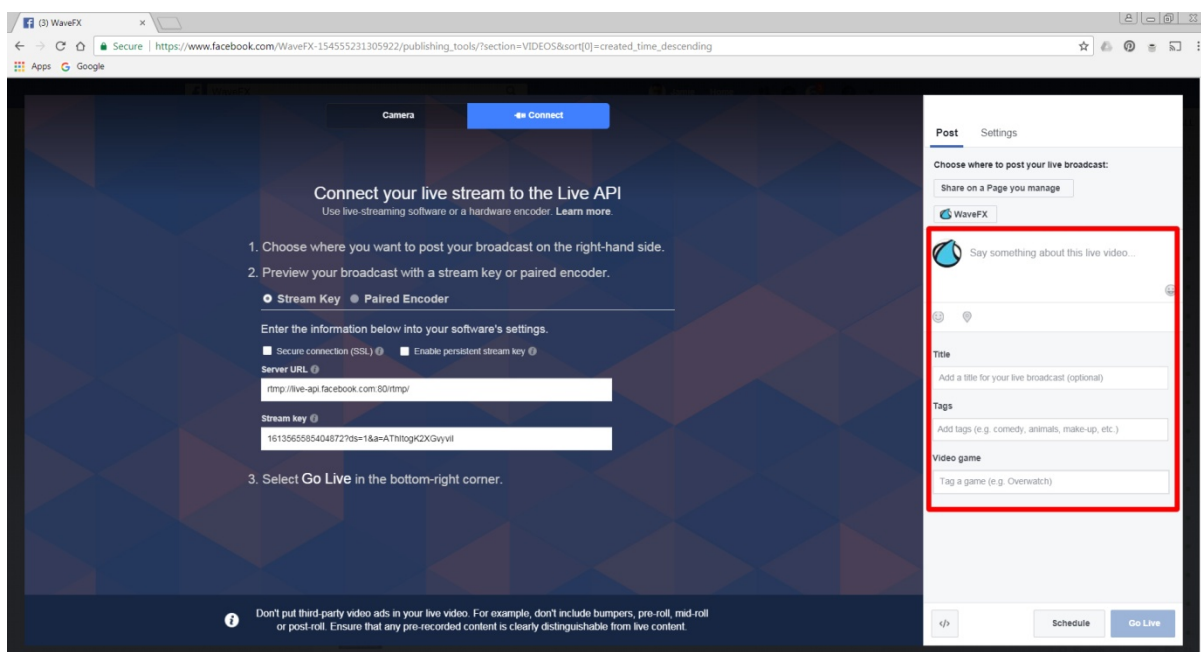 (3) WaveFX
Secure https://www.facebook.com/WaveFX-154555231305922/publishing_tools/?section=VIDEOS&sort[0]=created_time_descending
Apps Google
WaveFX
Camera Connect
Connect your live stream to the Live API
Use live-streaming software or a hardware encoder. Learn more.
1. Choose where you want to post your broadcast on the right-hand side.
2. Preview your broadcast with a stream key or paired encoder.
Stream Key Paired Encoder
Enter the information below into your software's settings.
Secure connection (SSL) Enable persistent stream key
Server URL
rtmp://live-api.facebook.com:80/rtmp/
Stream key
1613565585404872?ds=1&a=AThltogK2XGvyvil
3. Select Go Live in the bottom-right corner.
Don't put third-party video ads in your live video. For example, don't include bumpers, pre-roll, mid-roll
or post-roll. Ensure that any pre-recorded content is clearly distinguishable from live content.
Post Settings
Choose where to post your live broadcast:
Share on a Page you manage
WaveFX
Say something about this live video...
Title
Add a title for your live broadcast (optional)
Tags
Add tags (e.g. comedy, animals, make-up, etc.)
Video game
Tag a game (e.g. Overwatch)
</> Schedule Go Live